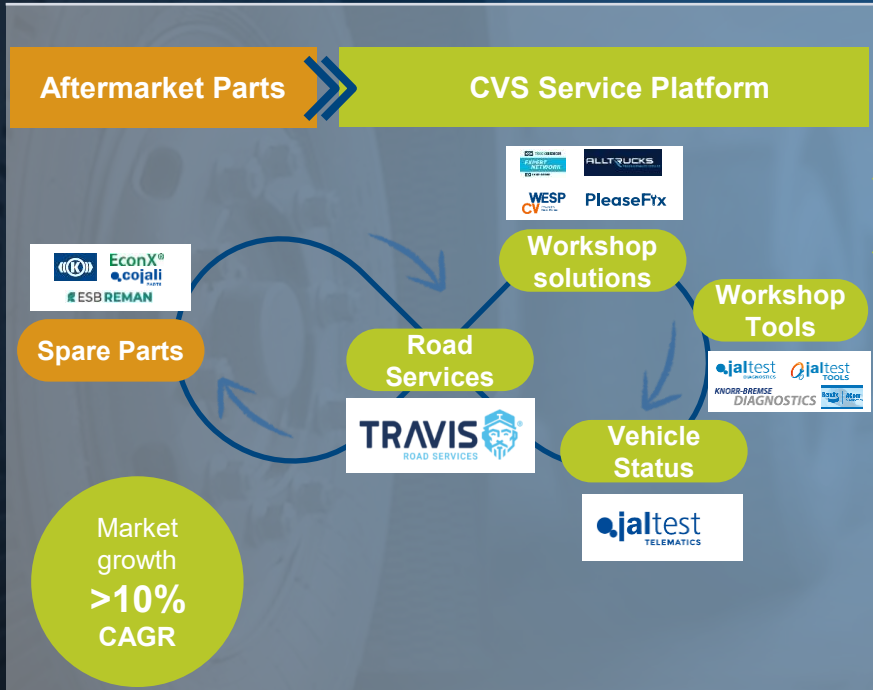 Aftermarket Parts
CVS Service Platform
EXPERT
NETWORK
ALLTRUCKS
WESP
CV
PleaseFix
Workshop
solutions
K
EconX®
cojali
PARTS
ESB REMAN
Spare Parts
Road
Services
TRAVIS®
ROAD SERVICES
Workshop
Tools
jaltest
DIAGNOSTICS
jaltest
TOOLS
KNORR-BREMSE
DIAGNOSTICS
Vehicle
Status
jaltest
TELEMATICS
Market
growth
>10%
CAGR